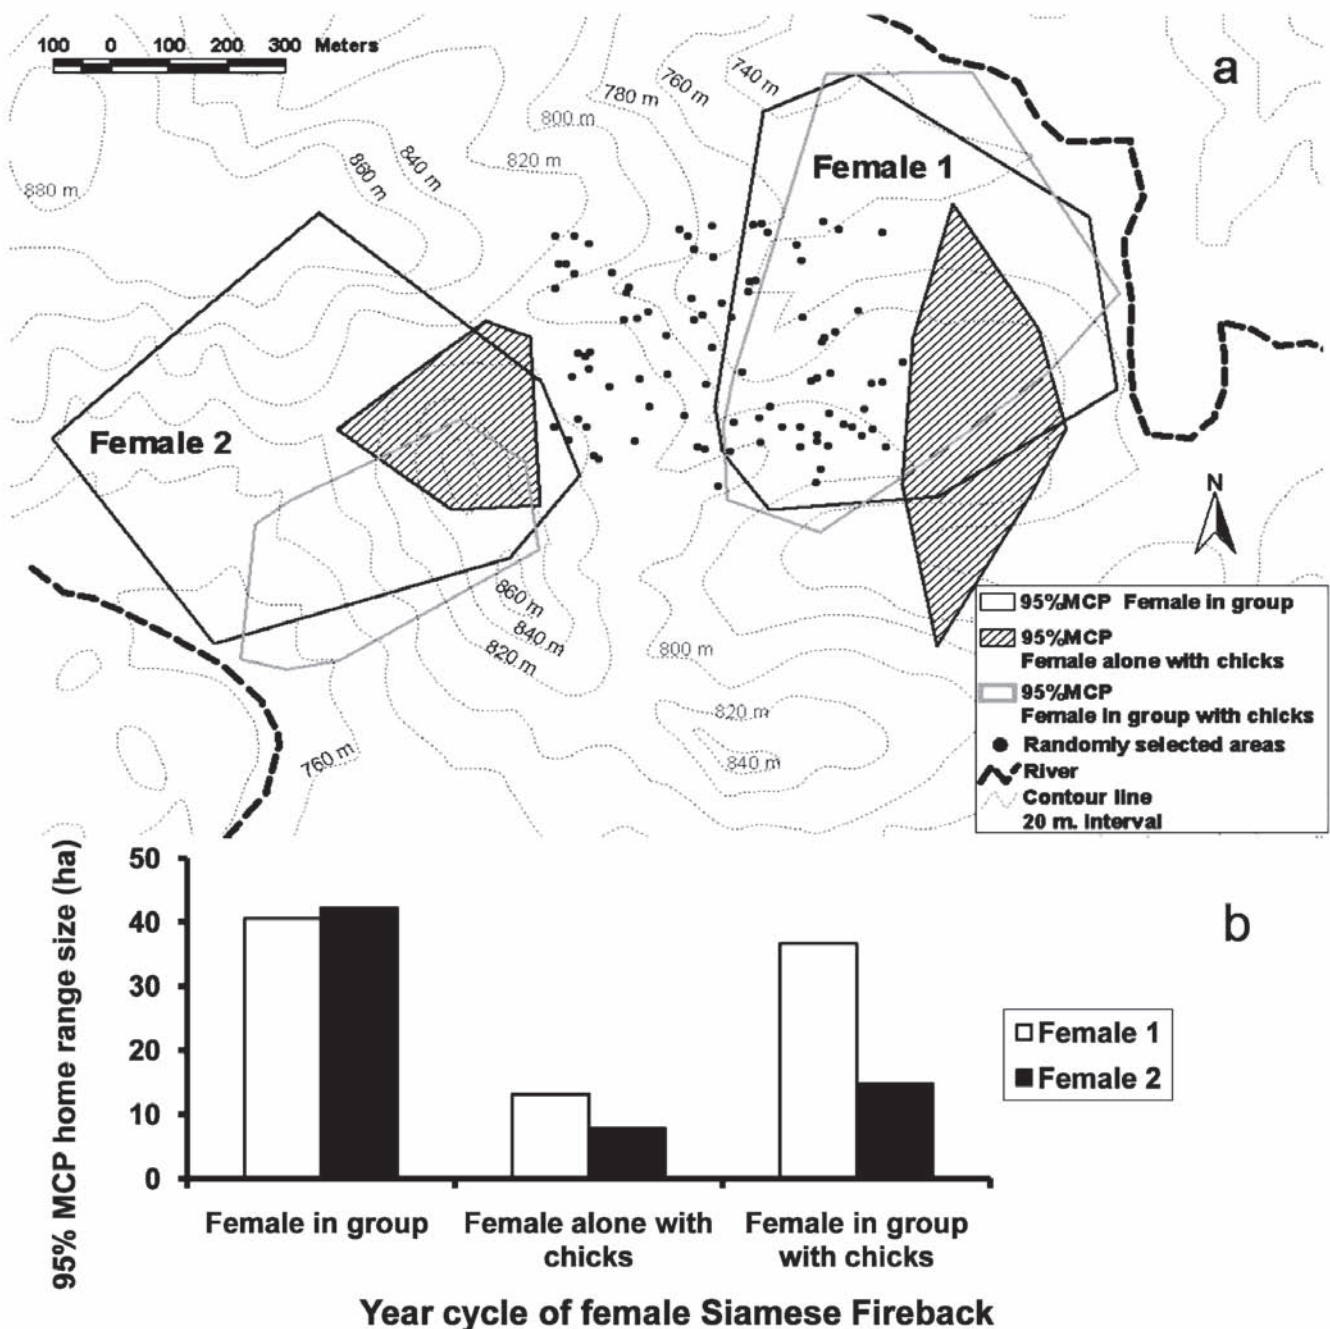 100 0 100 200 300 Meters
a
740 m
760 m
780 m
800 m
820 m
840 m
860 m
880 m
Female 1
Female 2
N
860 m
840 m
820 m
800 m
820 m
840 m
760 m
95%MCP Female in group
95%MCP
Female alone with chicks
95%MCP
Female in group with chicks
Randomly selected areas
River
Contour line
20 m. interval
b
95% MCP home range size (ha)
50
40
30
20
10
0
Female 1
Female 2
Female in group
Female alone with
chicks
Female in group
with chicks
Year cycle of female Siamese Fireback